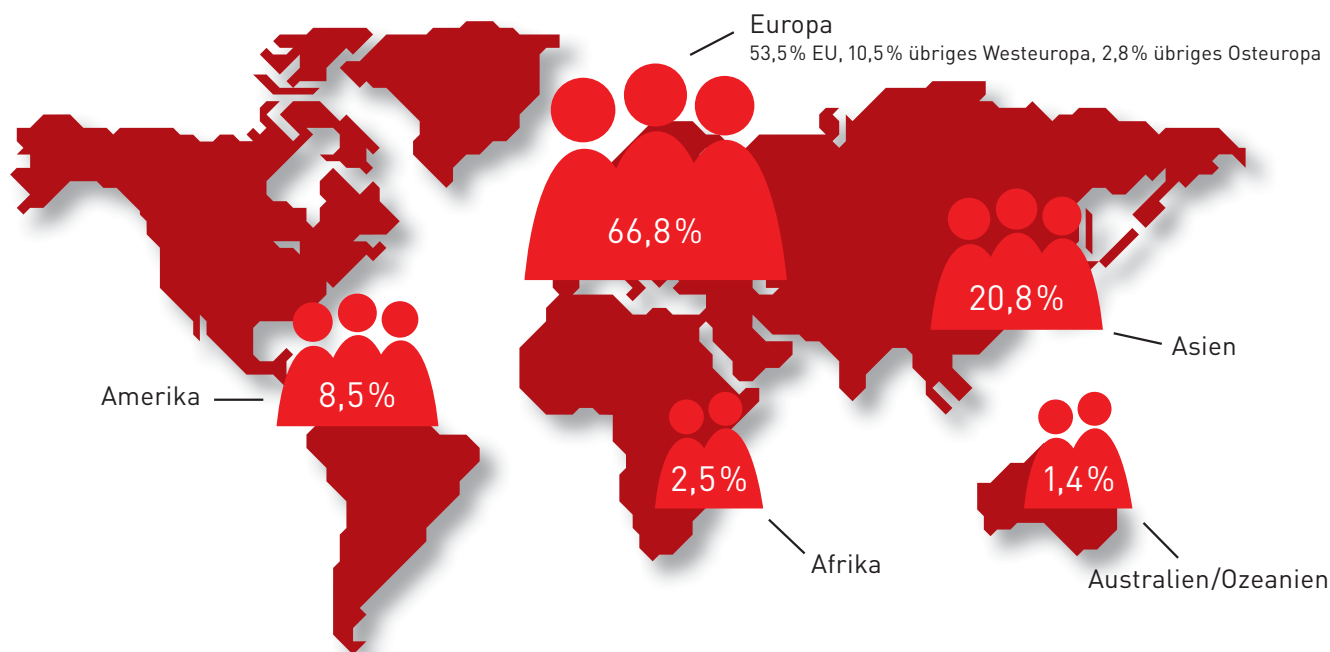 Europa
53,5% EU, 10,5% übriges Westeuropa, 2,8% übriges Osteuropa
66,8%
20,8%
Asien
Amerika
8,5%
2,5%
1,4%
Afrika
Australien/Ozeanien